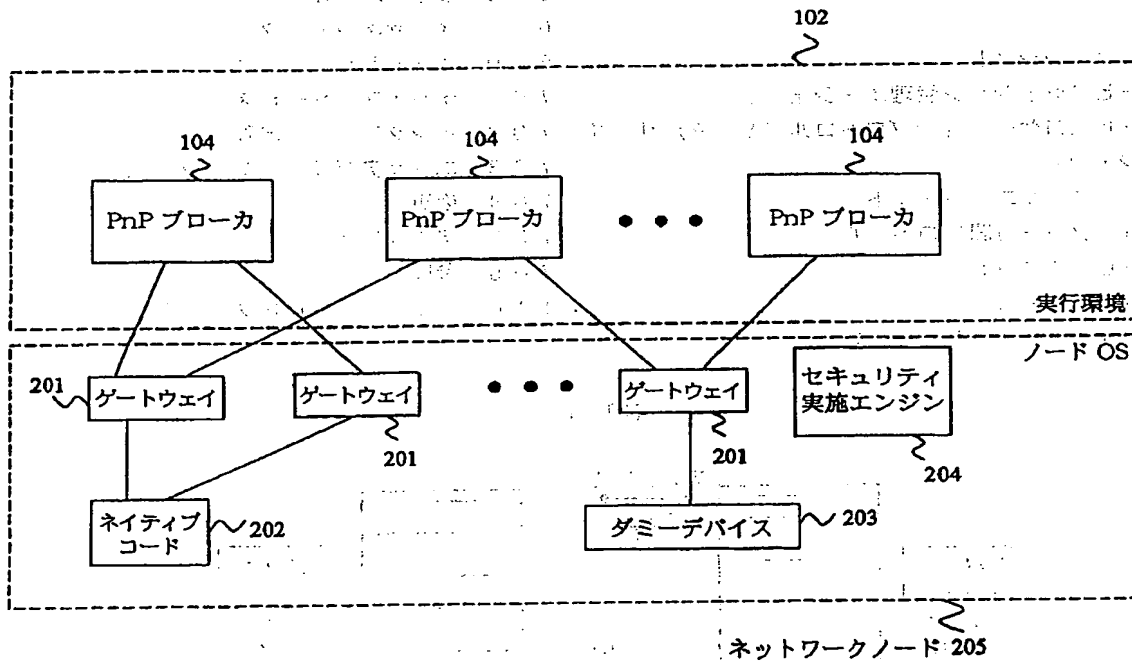 102
104
104
104
PnP ブローカ
PnP ブローカ
PnP ブローカ
実行環境
ノード OS
201
ゲートウェイ
ゲートウェイ
ゲートウェイ
セキュリティ
実施エンジン
201
201
204
ネイティブ
コード
202
ダミーデバイス
203
ネットワークノード 205